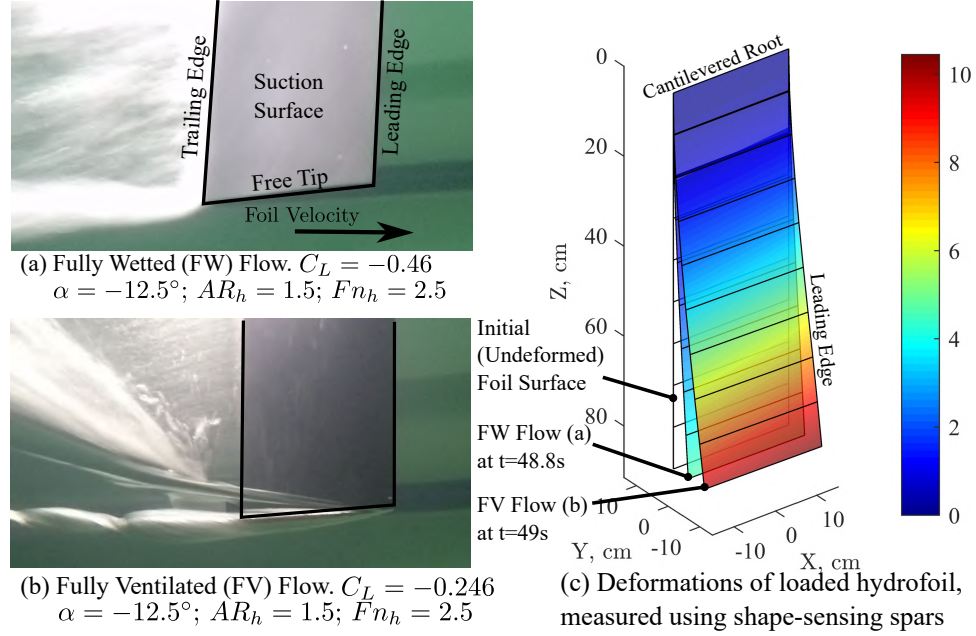 Trailing Edge
Suction
Surface
Leading Edge
Free Tip
Foil Velocity
(a) Fully Wetted (FW) Flow. C_L = −0.46
α = −12.5°; AR_h = 1.5; Fn_h = 2.5
(b) Fully Ventilated (FV) Flow. C_L = −0.246
α = −12.5°; AR_h = 1.5; Fn_h = 2.5
Cantilevered Root
0
20
40
60
80
Z, cm
Leading Edge
Initial
(Undeformed)
Foil Surface
FW Flow (a)
at t=48.8s
FV Flow (b)
at t=49s
10
0
-10
Y, cm
-10
0
10
X, cm
10
8
6
4
2
0
(c) Deformations of loaded hydrofoil,
measured using shape-sensing spars